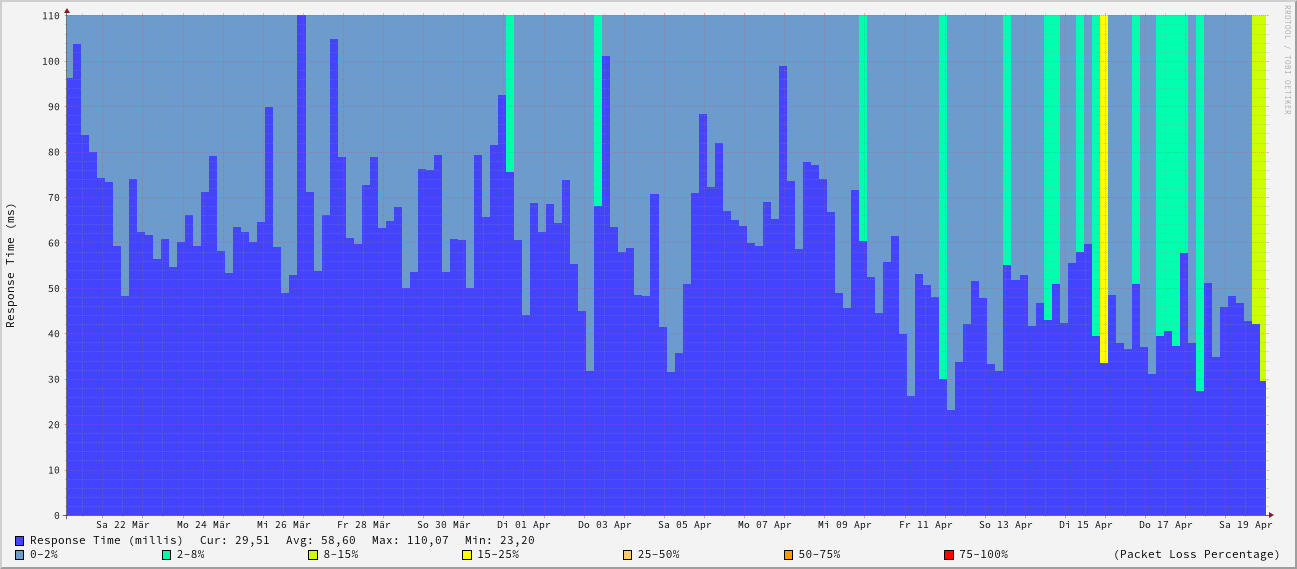 RRDTOOL / TOBI OETIKER
Response Time (ms)
110
100
90
80
70
60
50
40
30
20
10
0
Sa 22 Mär Mo 24 Mär Mi 26 Mär Fr 28 Mär So 30 Mär Di 01 Apr Do 03 Apr Sa 05 Apr Mo 07 Apr Mi 09 Apr Fr 11 Apr So 13 Apr Di 15 Apr Do 17 Apr Sa 19 Apr
Response Time (millis) Cur: 29,51 Avg: 58,60 Max: 110,07 Min: 23,20
0-2% 2-8% 8-15% 15-25% 25-50% 50-75% 75-100% (Packet Loss Percentage)